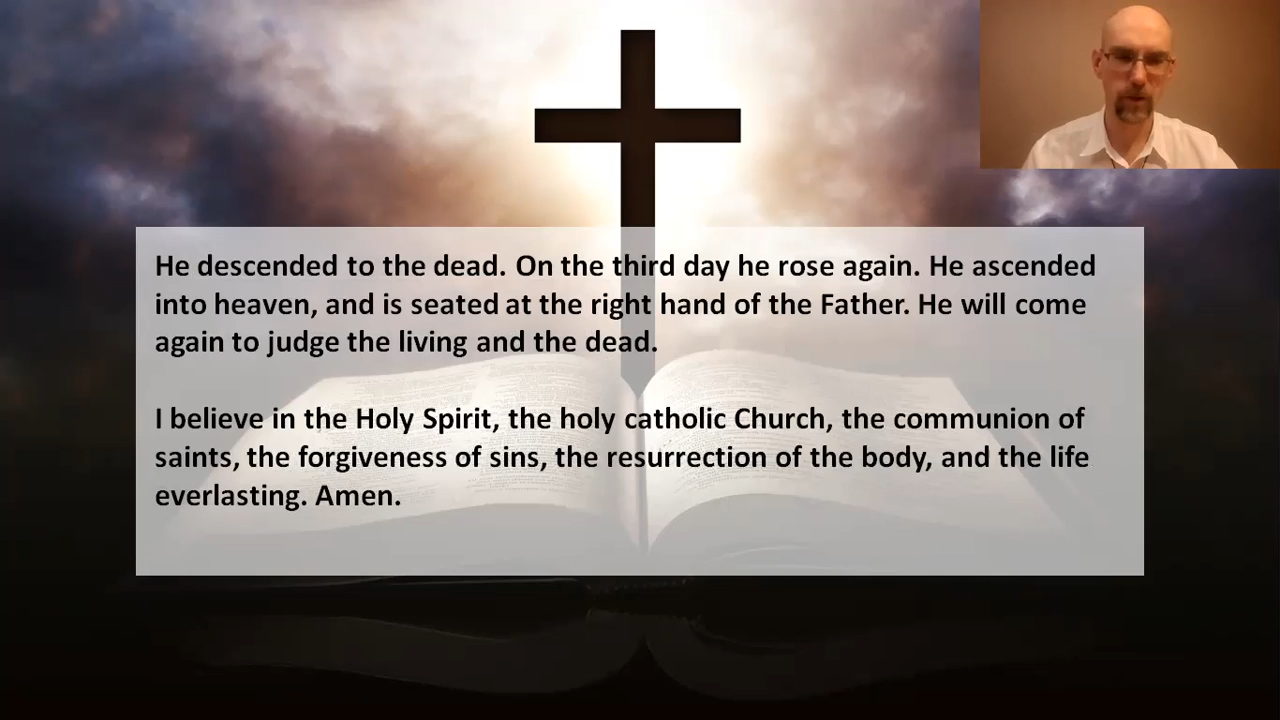 He descended to the dead. On the third day he rose again. He ascended
into heaven, and is seated at the right hand of the Father. He will come
again to judge the living and the dead.
I believe in the Holy Spirit, the holy catholic Church, the communion of
saints, the forgiveness of sins, the resurrection of the body, and the life
everlasting. Amen.